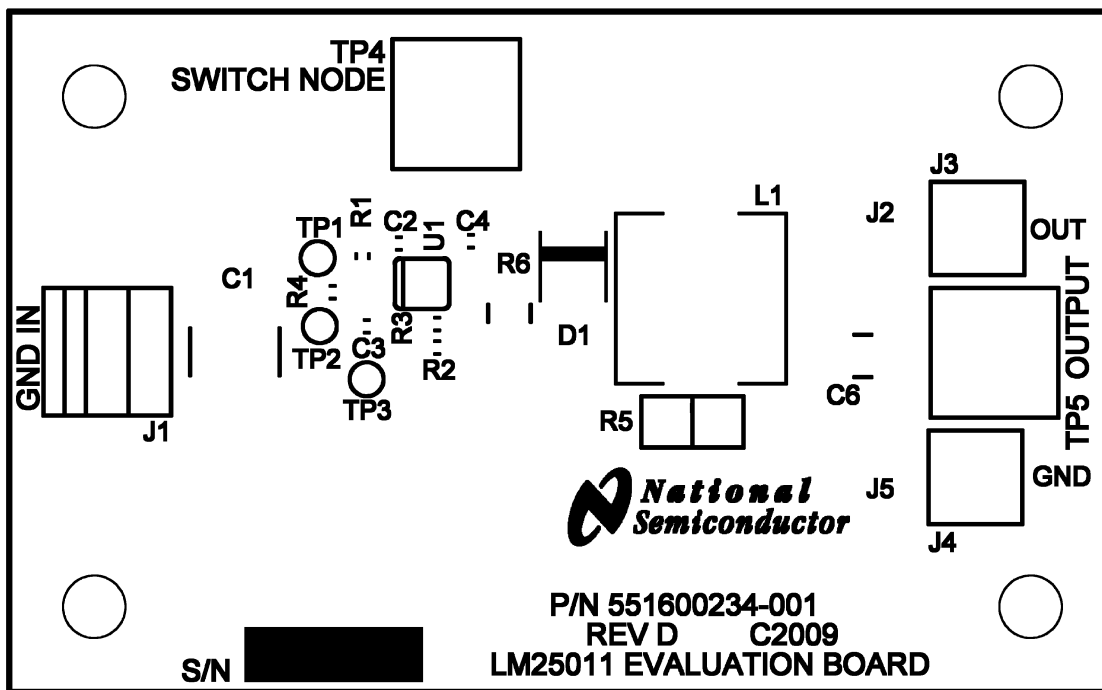 TP4
SWITCH NODE
J3
L1
J2
OUT
R1
C2
U1
C4
TP1
R6
C1
R4
GND IN
TP2
C3
R3
R2
D1
TP3
J1
C6
TP5 OUTPUT
R5
National
Semiconductor
J5
GND
J4
P/N 551600234-001
REV D C2009
LM25011 EVALUATION BOARD
S/N